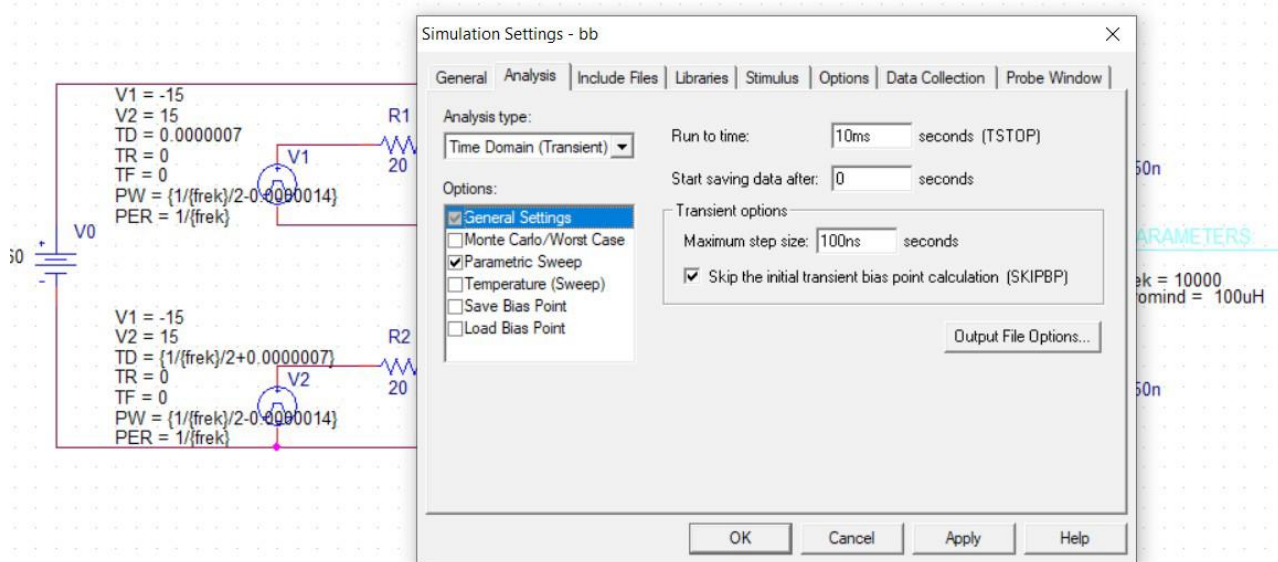 Simulation Settings - bb
General
Analysis
Include Files
Libraries
Stimulus
Options
Data Collection
Probe Window
Analysis type:
Time Domain (Transient)
Options:
General Settings
Monte Carlo/Worst Case
Parametric Sweep
Temperature (Sweep)
Save Bias Point
Load Bias Point
Run to time:
10ms
seconds (TSTOP)
Start saving data after:
0
seconds
Transient options
Maximum step size:
100ns
seconds
Skip the initial transient bias point calculation (SKIPBP)
Output File Options...
OK
Cancel
Apply
Help
V1 = -15
V2 = 15
TD = 0.0000007
TR = 0
TF = 0
PW = {1/{frek}/2-0.0000014}
PER = 1/{frek}
V1
R1
20
V0
+
-
V1 = -15
V2 = 15
TD = {1/{frek}/2+0.0000007}
TR = 0
TF = 0
PW = {1/{frek}/2-0.0000014}
PER = 1/{frek}
V2
R2
20
50n
ARAMETERS
ek = 10000
omind = 100uH
50n